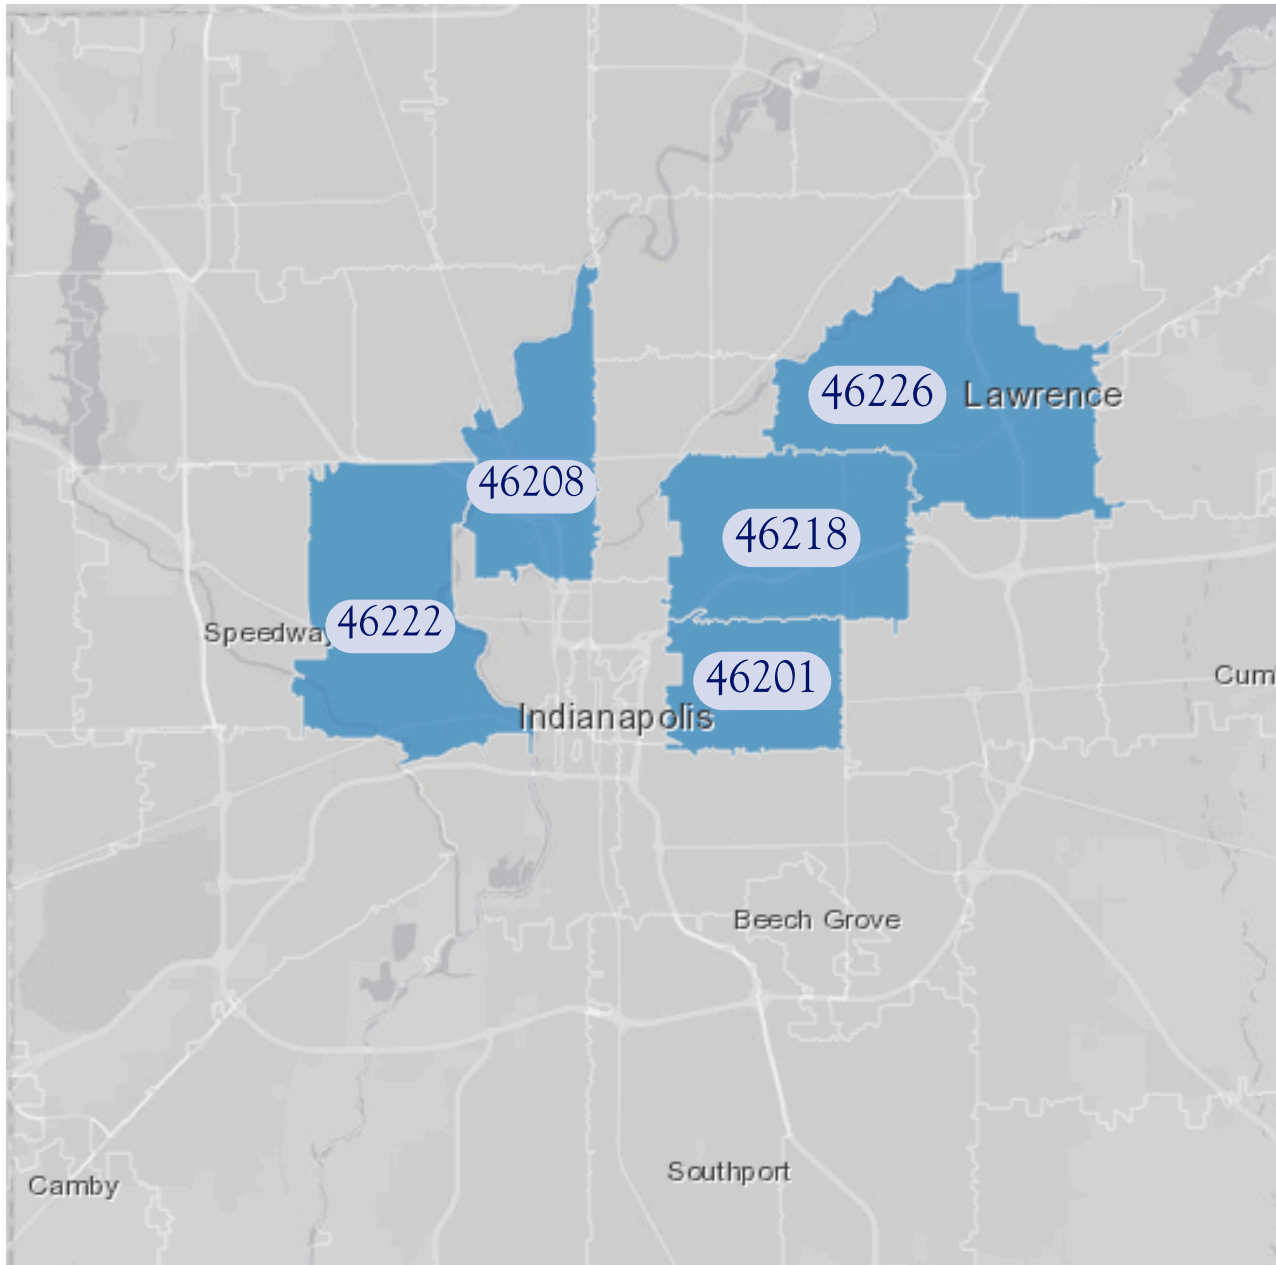 46226
Lawrence
46208
46218
46222
Speedway
46201
Cum
Indianapolis
Beech Grove
Southport
Camby